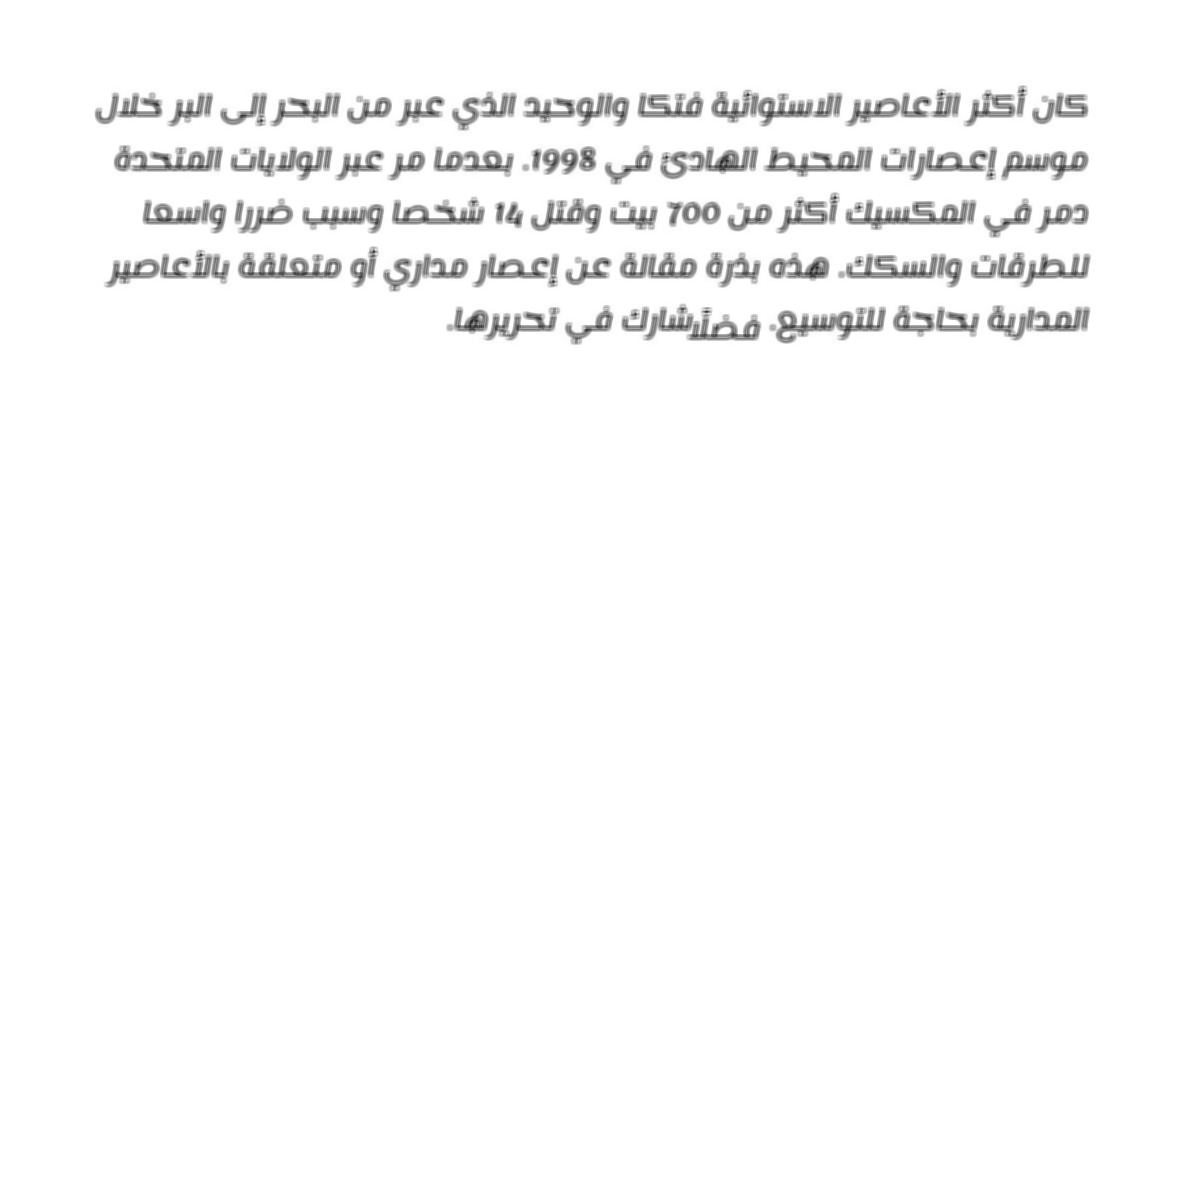 كان أكثر الأعاصير الاستوائية فتكا والوحيد الذي عبر من البحر إلى البر خلال
موسم إعصارات المحيط الهادئ في 1998. بعدما مر عبر الولايات المتحدة
دمر في المكسيك أكثر من 700 بيت وقتل 14 شخصا وسبب ضررا واسعا
للطرقات والسكك. هذه بذرة مقالة عن إعصار مداري أو متعلقة بالأعاصير
المدارية بحاجة للتوسيع. فضلًا شارك في تحريرها.